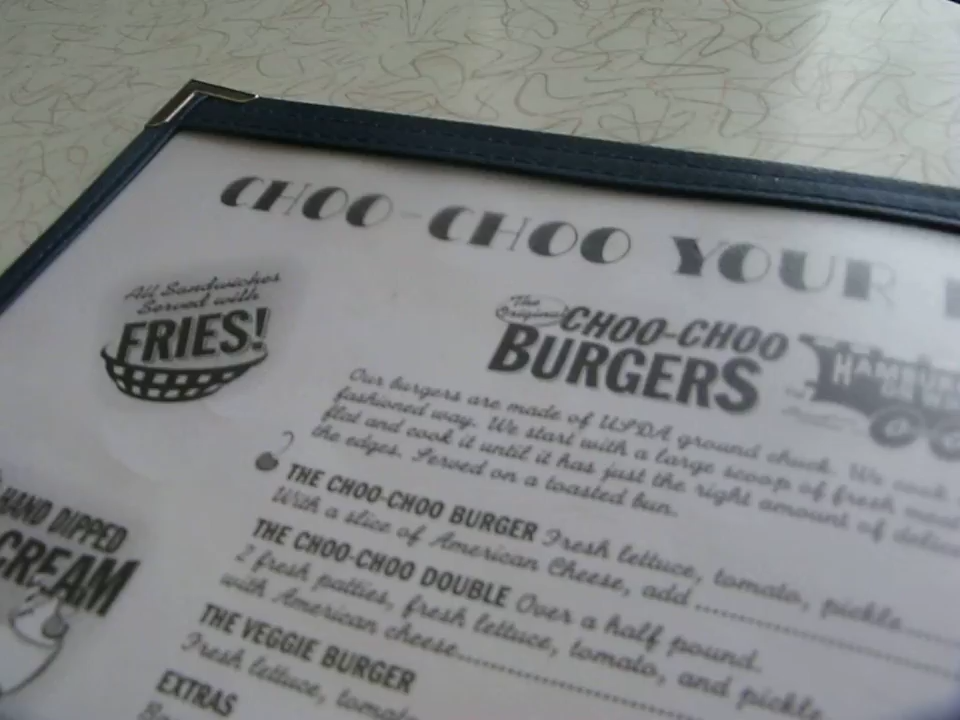 CHOO-CHOO YOUR
All Sandwiches
Served with
FRIES!
The
Original
CHOO-CHOO
BURGERS
Our burgers are made of USDA ground chuck. We cook
fashioned way. We start with a large scoop of fresh meat
flat and cook it until it has just the right amount of
the edges. Served on a toasted bun.
THE CHOO-CHOO BURGER Fresh lettuce, tomato, pickle
With a slice of American Cheese, add
THE CHOO-CHOO DOUBLE Over a half pound.
2 fresh patties, fresh lettuce, tomato, and pickle
with American cheese
THE VEGGIE BURGER
Fresh lettuce,
EXTRAS
HAND DIPPED
CREAM